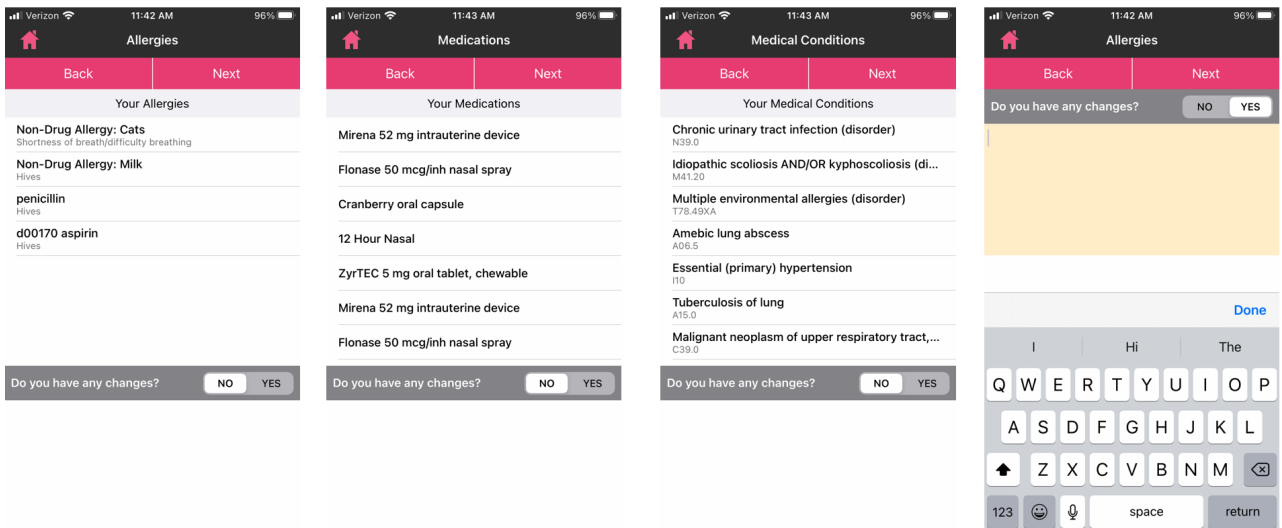 Verizon 11:42 AM 96%
Allergies
Back Next
Your Allergies
Non-Drug Allergy: Cats
Shortness of breath/difficulty breathing
Non-Drug Allergy: Milk
Hives
penicillin
Hives
d00170 aspirin
Hives
Do you have any changes? NO YES
Verizon 11:43 AM 96%
Medications
Back Next
Your Medications
Mirena 52 mg intrauterine device
Flonase 50 mcg/inh nasal spray
Cranberry oral capsule
12 Hour Nasal
ZyrTEC 5 mg oral tablet, chewable
Mirena 52 mg intrauterine device
Flonase 50 mcg/inh nasal spray
Do you have any changes? NO YES
Verizon 11:43 AM 96%
Medical Conditions
Back Next
Your Medical Conditions
Chronic urinary tract infection (disorder)
N39.0
Idiopathic scoliosis AND/OR kyphoscoliosis (di...
M41.20
Multiple environmental allergies (disorder)
T78.49XA
Amebic lung abscess
A06.5
Essential (primary) hypertension
I10
Tuberculosis of lung
A15.0
Malignant neoplasm of upper respiratory tract,...
C39.0
Do you have any changes? NO YES
Verizon 11:42 AM 96%
Allergies
Back Next
Do you have any changes? NO YES
Done
I Hi The
Q W E R T Y U I O P
A S D F G H J K L
Z X C V B N M
123 space return